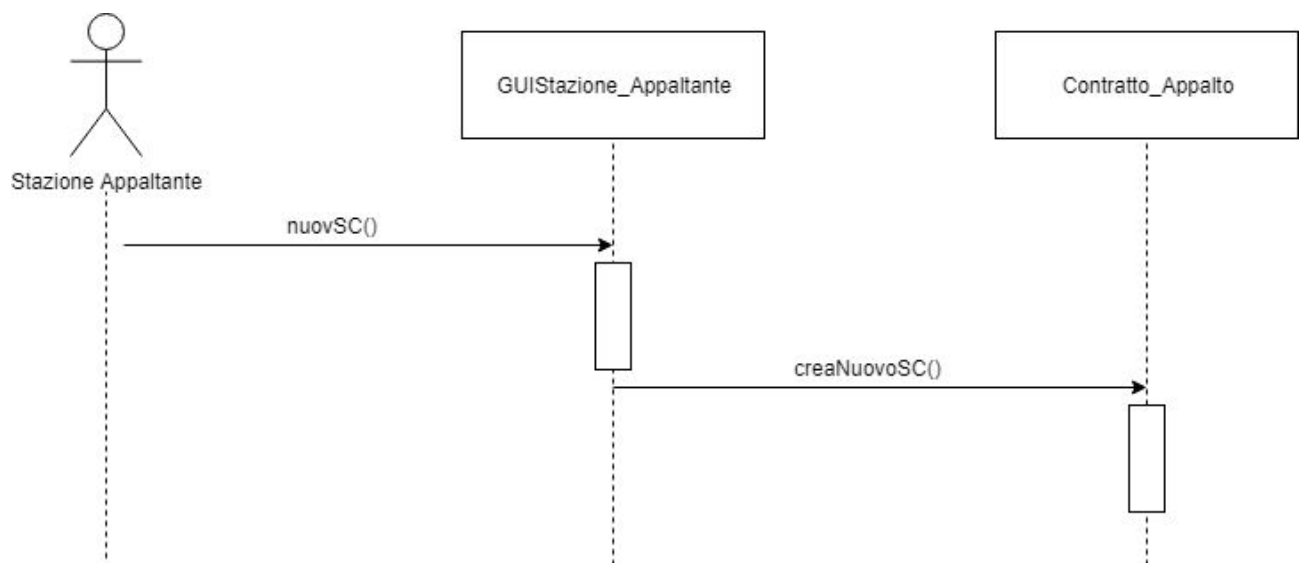 GUIStazione_Appaltante
Contratto_Appalto
Stazione Appaltante
nuovSC()
creaNuovoSC()